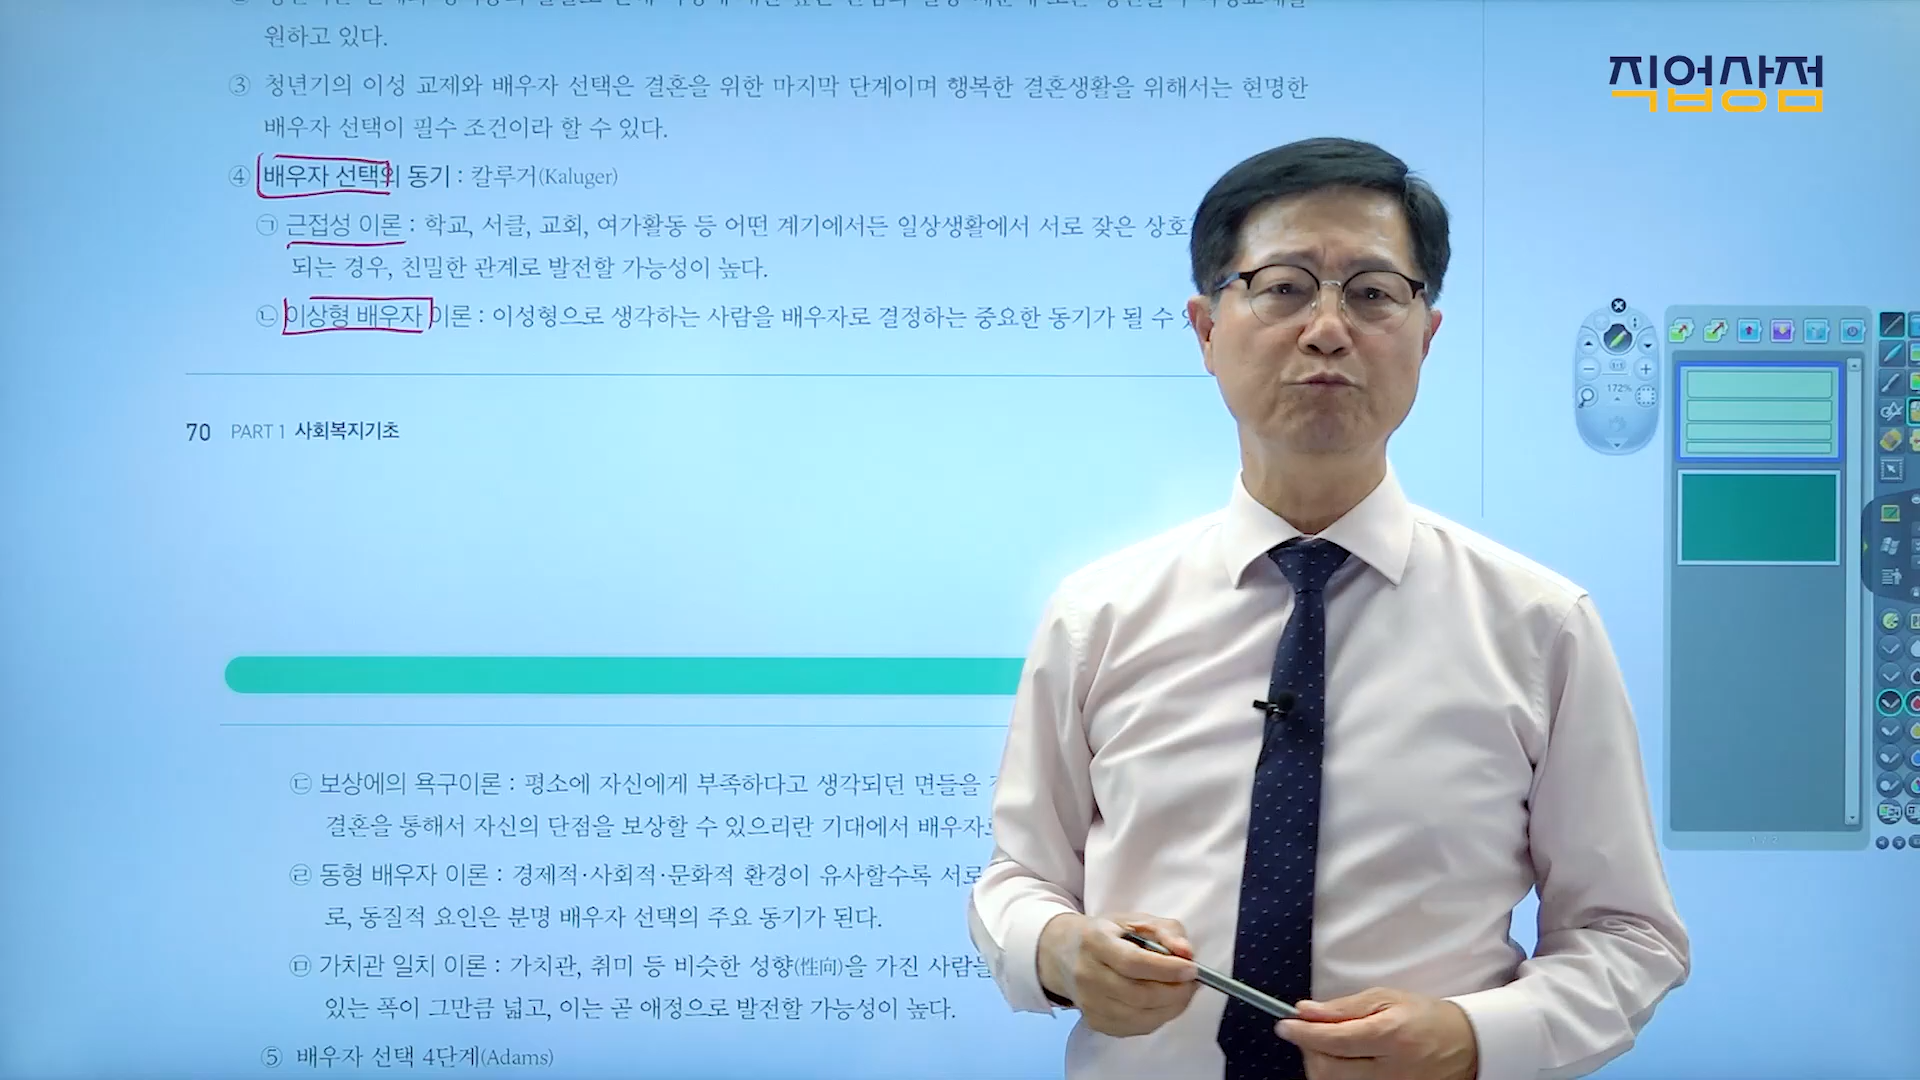 원하고 있다.
직업상점
③ 청년기의 이성 교제와 배우자 선택은 결혼을 위한 마지막 단계이며 행복한 결혼생활을 위해서는 현명한
배우자 선택이 필수 조건이라 할 수 있다.
④ 배우자 선택의 동기 : 칼루거(Kaluger)
㉠ 근접성 이론 : 학교, 서클, 교회, 여가활동 등 어떤 계기에서든 일상생활에서 서로 잦은
되는 경우, 친밀한 관계로 발전할 가능성이 높다.
㉡ 이상형 배우자 이론 : 이성형으로 생각하는 사람을 배우자로 결정하는 중요한 동기가 될 수
172%
70 PART 1 사회복지기초
㉢ 보상에의 욕구이론 : 평소에 자신에게 부족하다고 생각되던 면들을
결혼을 통해서 자신의 단점을 보상할 수 있으리란 기대에서
㉣ 동형 배우자 이론 : 경제적·사회적·문화적 환경이 유사할수록 서로
로, 동질적 요인은 분명 배우자 선택의 주요 동기가 된다.
㉤ 가치관 일치 이론 : 가치관, 취미 등 비슷한 성향(性向)을 가진
있는 폭이 그만큼 넓고, 이는 곧 애정으로 발전할 가능성이 높다.
⑤ 배우자 선택 4단계(Adams)